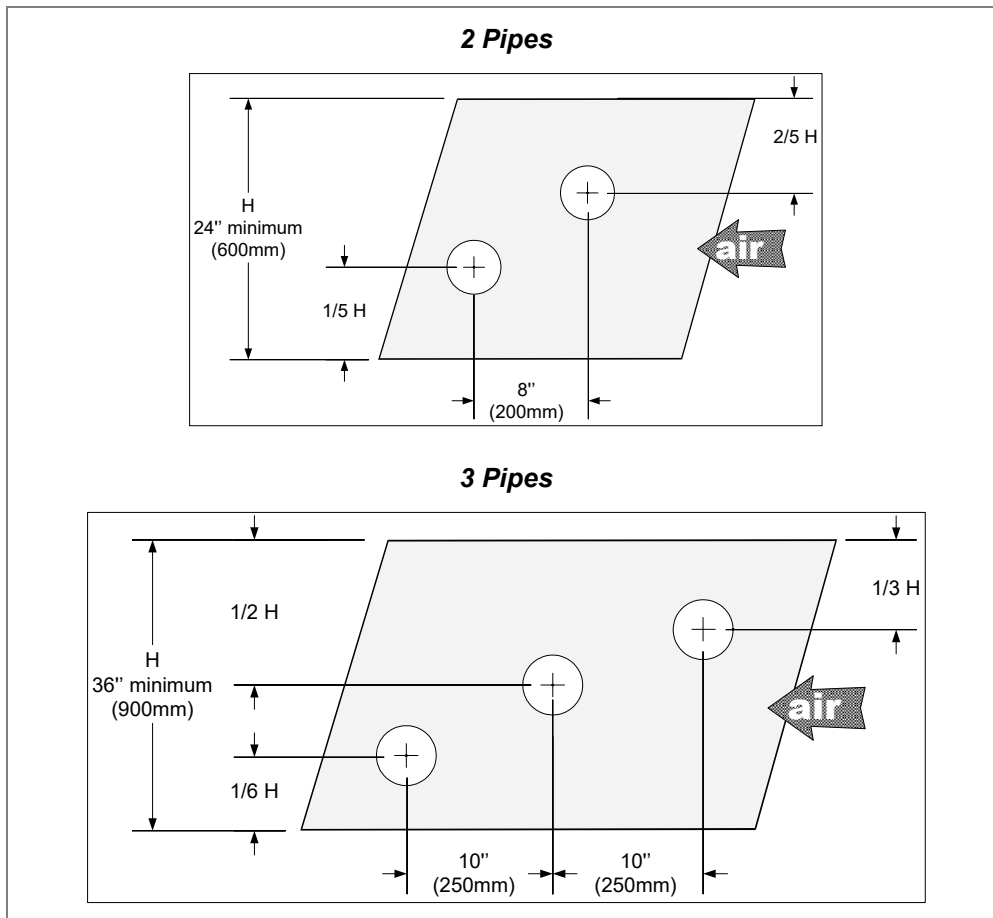 2 Pipes
2/5 H
H
24'' minimum
(600mm)
air
1/5 H
8''
(200mm)
3 Pipes
1/2 H
1/3 H
H
36'' minimum
(900mm)
air
1/6 H
10''
(250mm)
10''
(250mm)